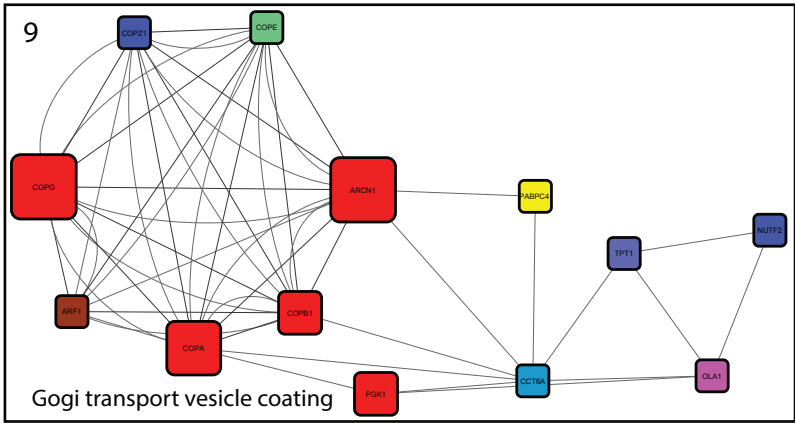 9
COPZ1
COPE
COPG
ARCN1
PABPC4
NUTF2
TPT1
ARF1
COPB1
COPA
CCT6A
OLA1
PGK1
Gogi transport vesicle coating